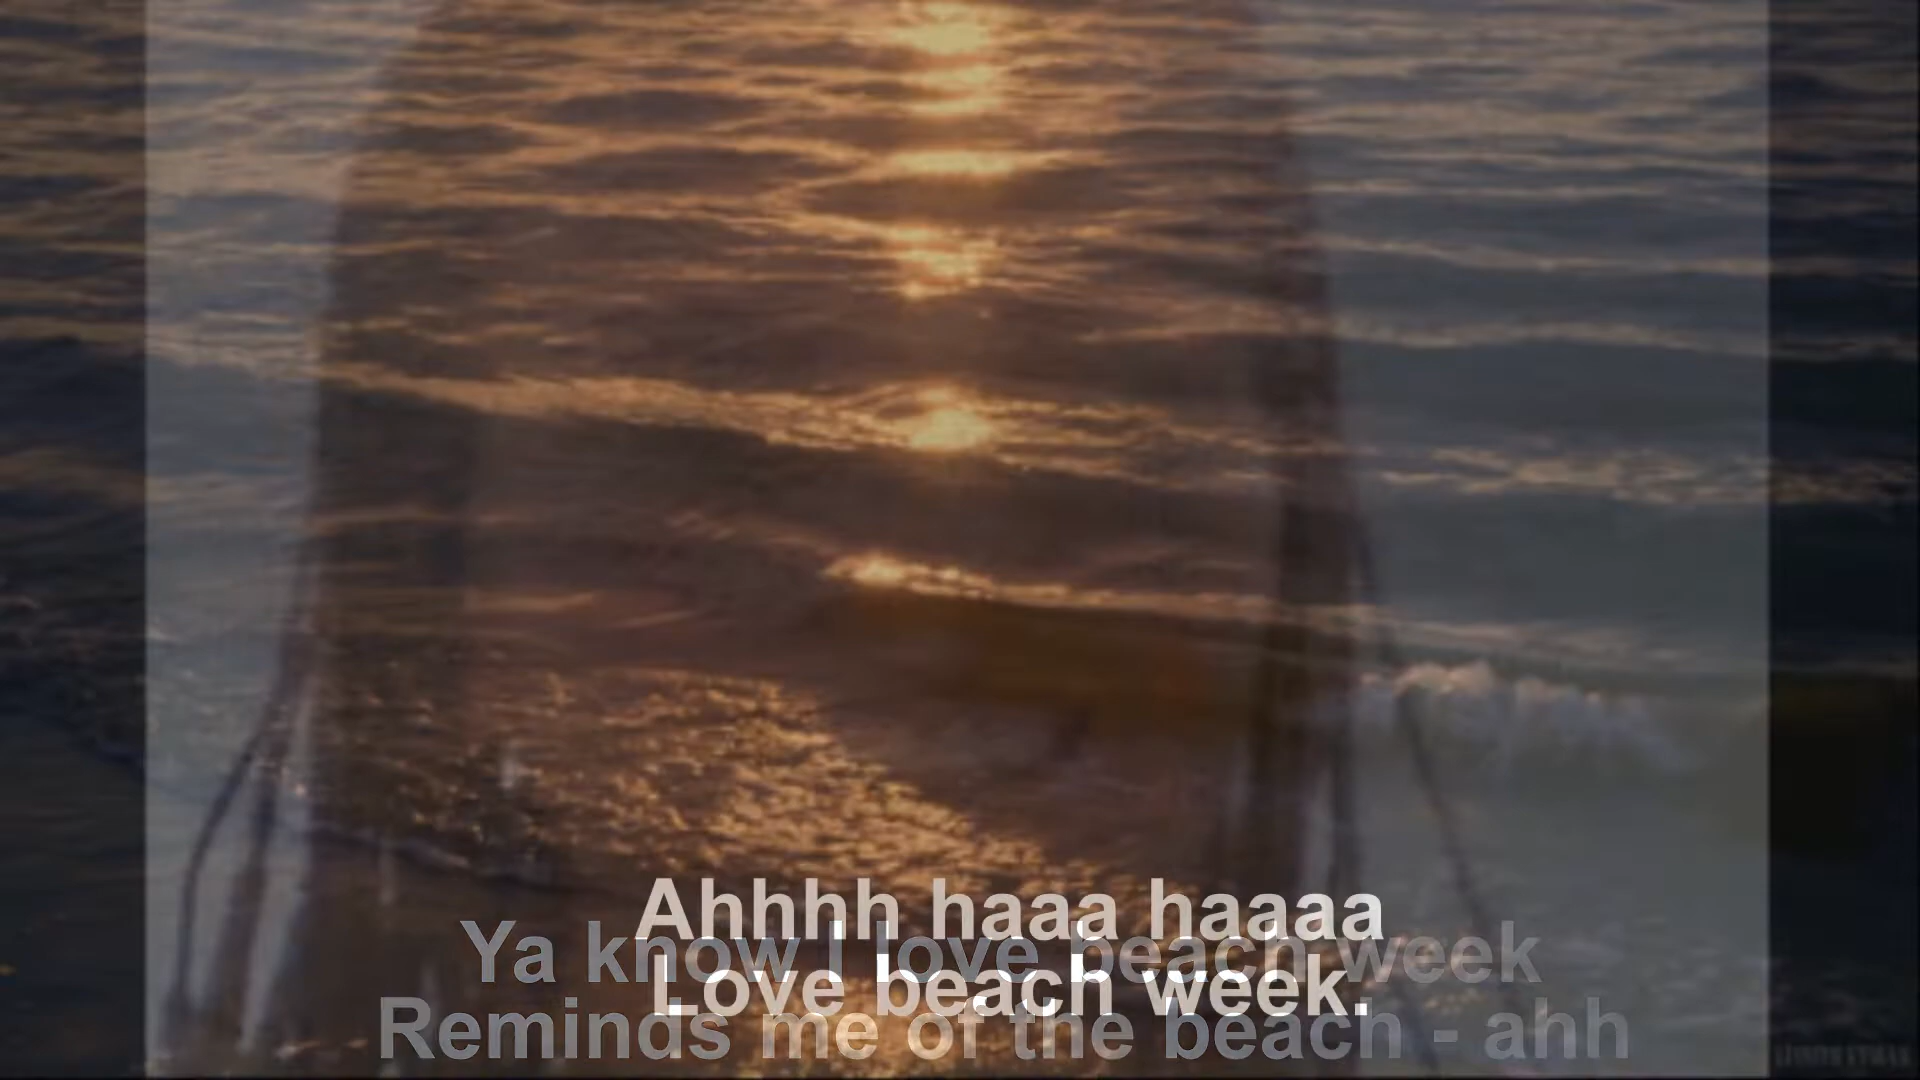 Ahhhh haaa haaaa
Ya know I love beach week
Love beach week.
Reminds me of the beach - ahh